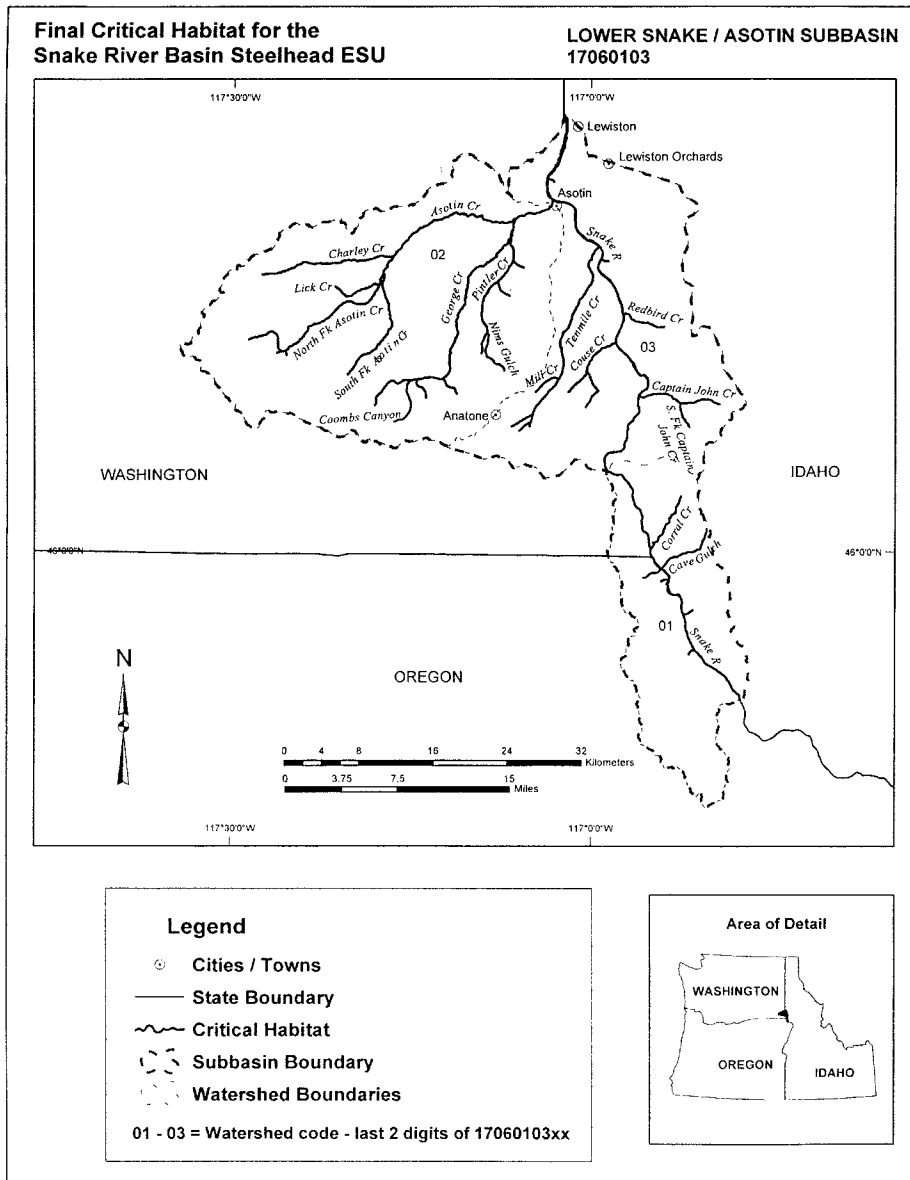 Final Critical Habitat for the
Snake River Basin Steelhead ESU
LOWER SNAKE / ASOTIN SUBBASIN
17060103
117°30'0"W
117°0'0"W
Lewiston
Lewiston Orchards
Asotin
Asotin Cr
Snake R
Charley Cr
02
Lick Cr
George Cr
Pintler Cr
North Fk Asotin Cr
Tenmile Cr
Redbird Cr
South Fk Asotin Cr
Nims Gulch
Couse Cr
03
Mill Cr
Captain John Cr
Coombs Canyon
Anatone
S. Fk Captain
John Cr
WASHINGTON
IDAHO
Corral Cr
46°0'0"N
46°0'0"N
Cave Gulch
01
Snake R
N
OREGON
0 4 8 16 24 32
Kilometers
0 3.75 7.5 15
Miles
117°30'0"W
117°0'0"W
Legend
Cities / Towns
State Boundary
Critical Habitat
Subbasin Boundary
Watershed Boundaries
01 - 03 = Watershed code - last 2 digits of 17060103xx
Area of Detail
WASHINGTON
OREGON
IDAHO